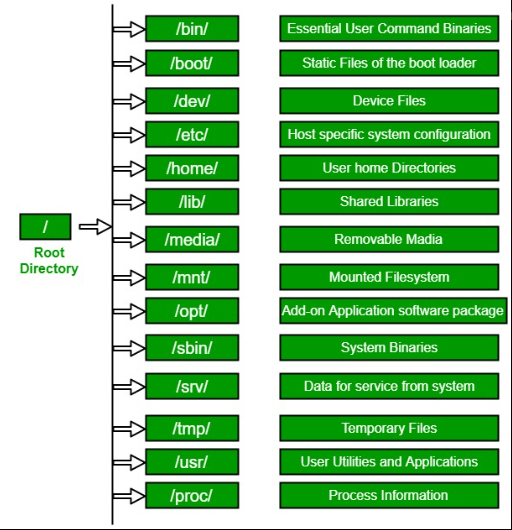 /bin/ Essential User Command Binaries
/boot/ Static Files of the boot loader
/dev/ Device Files
/etc/ Host specific system configuration
/home/ User home Directories
/lib/ Shared Libraries
/
Root
Directory
/media/ Removable Madia
/mnt/ Mounted Filesystem
/opt/ Add-on Application software package
/sbin/ System Binaries
/srv/ Data for service from system
/tmp/ Temporary Files
/usr/ User Utilities and Applications
/proc/ Process Information